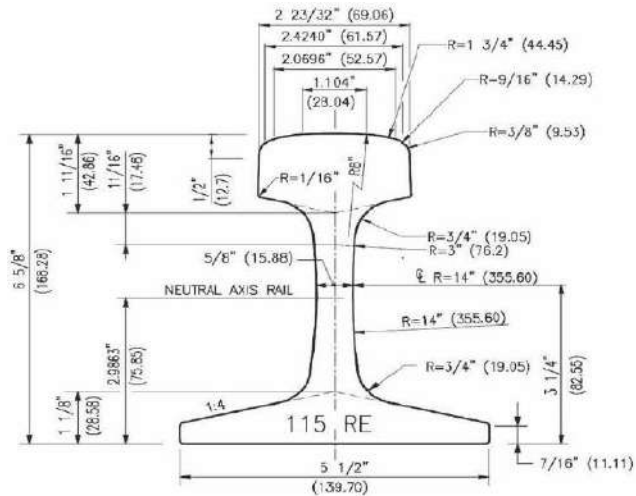 2 23/32" (69.06)
2.4240" (61.57)
2.0696" (52.57)
1.104"
(28.04)
R=1 3/4" (44.45)
R=9/16" (14.29)
R=3/8" (9.53)
1 11/16"
(42.86)
11/16"
(17.46)
1/2"
(12.7)
R=1/16"
R8"
6 5/8"
(168.28)
R=3/4" (19.05)
R=3" (76.2)
5/8" (15.88)
℄ R=14" (355.60)
NEUTRAL AXIS RAIL
R=14" (355.60)
2.9863"
(75.85)
R=3/4" (19.05)
3 1/4"
(82.55)
1 1/8"
(28.58)
1:4
115 RE
7/16" (11.11)
5 1/2"
(139.70)